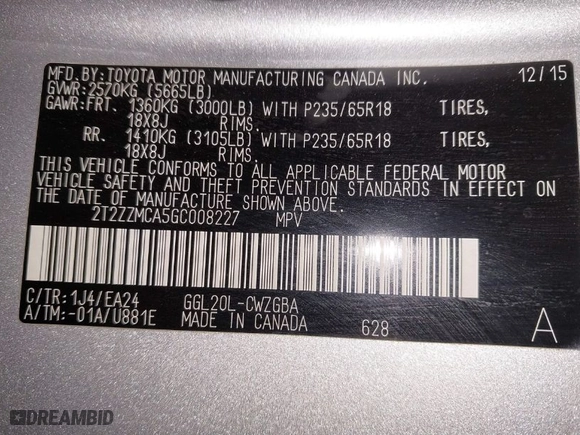 MFD.BY:TOYOTA MOTOR MANUFACTURING CANADA INC. 12/15
GVWR:2570KG (5665LB)
GAWR:FRT. 1360KG (3000LB) WITH P235/65R18 TIRES,
18X8J RIMS.
RR. 1410KG (3105LB) WITH P235/65R18 TIRES,
18X8J RIMS.
THIS VEHICLE CONFORMS TO ALL APPLICABLE FEDERAL MOTOR
VEHICLE SAFETY AND THEFT PREVENTION STANDARDS IN EFFECT ON
THE DATE OF MANUFACTURE SHOWN ABOVE.
2T2ZZMCA5GC008227 MPV
C/TR:1J4/EA24 GGL20L-CWZGBA
A/TM:-01A/U881E MADE IN CANADA 628 A
DREAMBID